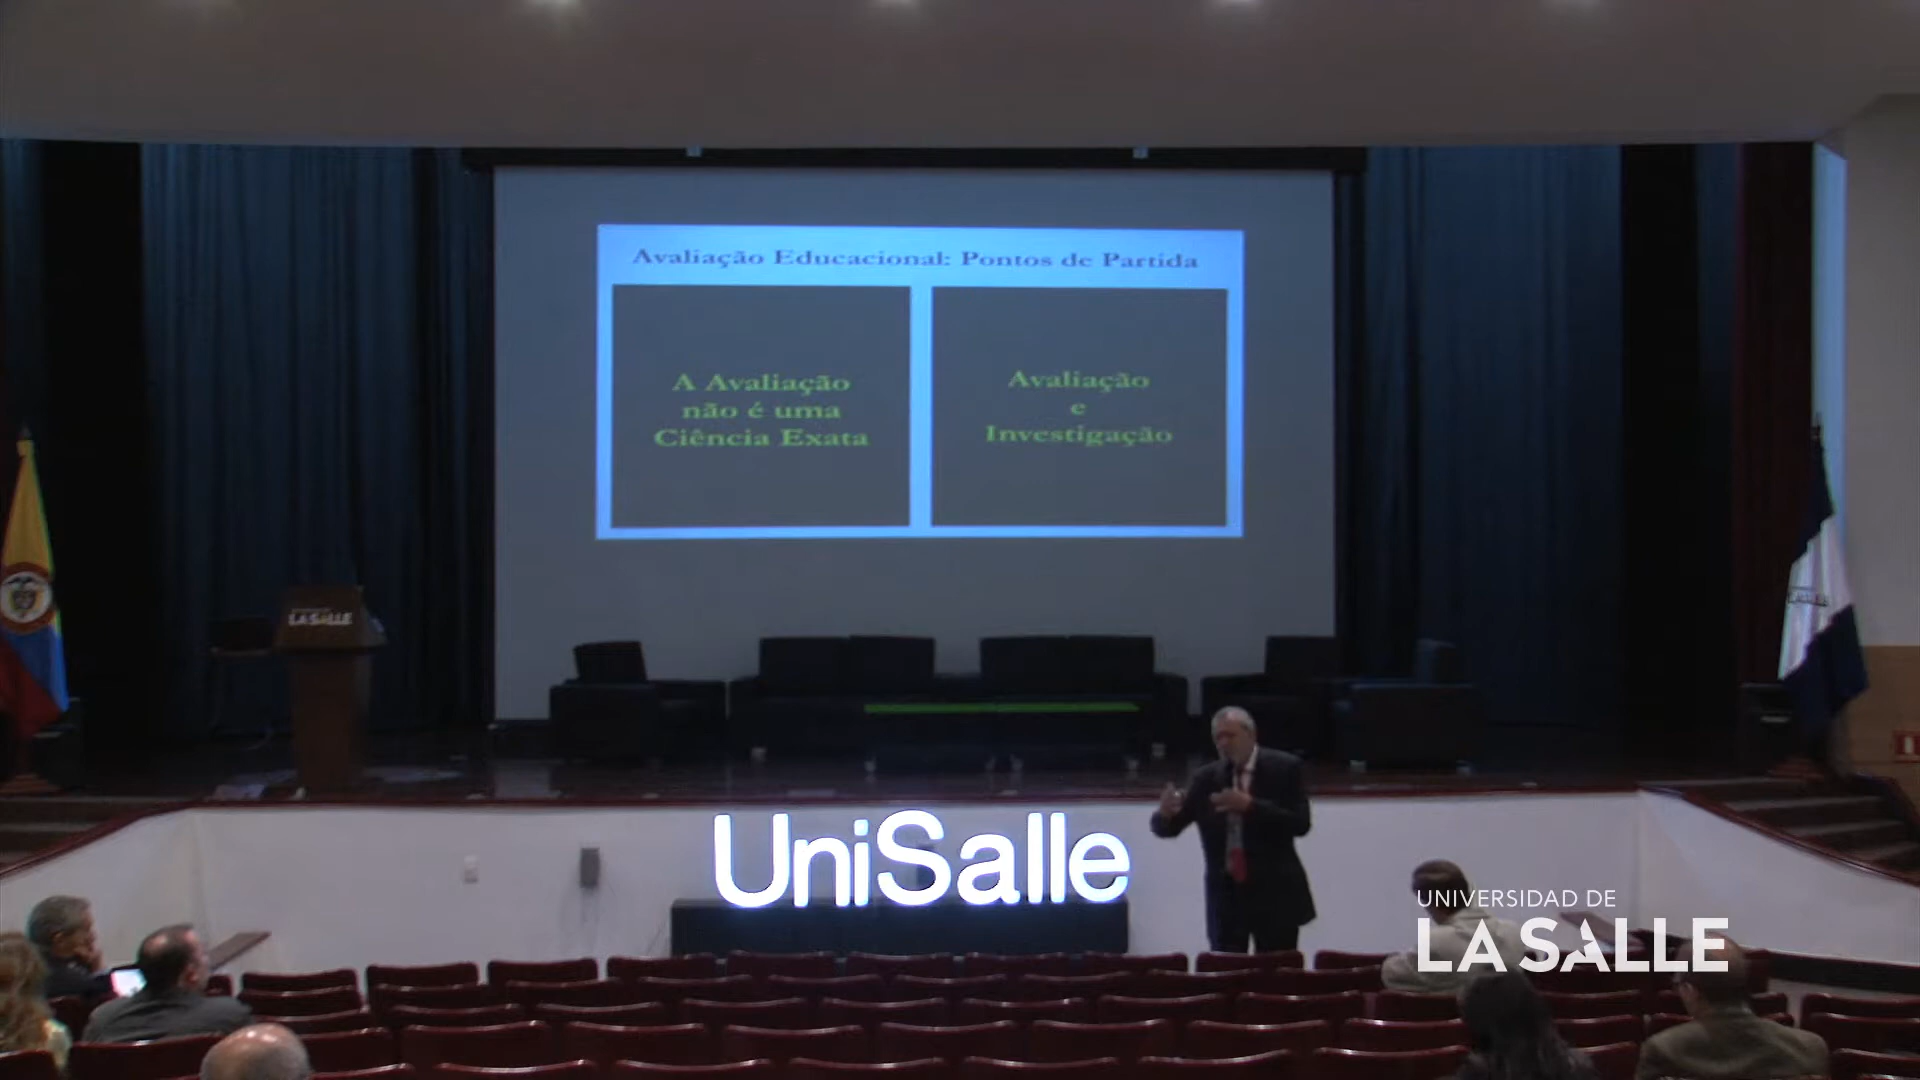 Avaliação Educacional: Pontos de Partida
A Avaliação
não é uma
Ciência Exata
Avaliação
e
Investigação
LA SALLE
UniSalle
UNIVERSIDAD DE
LA SALLE